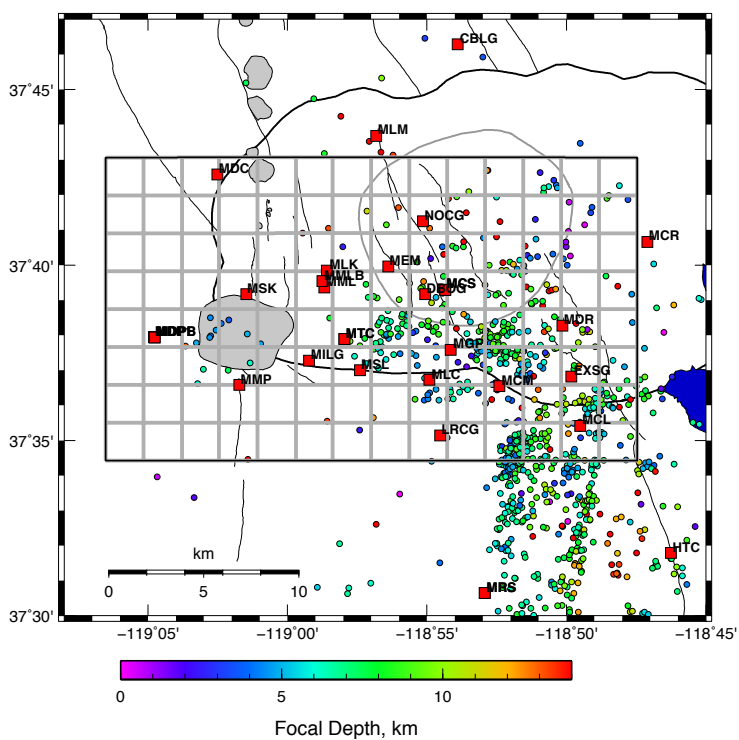 CBLG
37°45'
MLM
MDC
NOCG
MCR
37°40'
MEM
MLK
MMLB
MML
MCS
DBOG
MSK
MDR
MDPB
MTC
MGP
MILG
MSL
EXSG
MLC
MCM
MMP
MCL
LRCG
37°35'
km
HTC
0 5 10
MRS
37°30'
−119°05' −119°00' −118°55' −118°50' −118°45'
0 5 10
Focal Depth, km